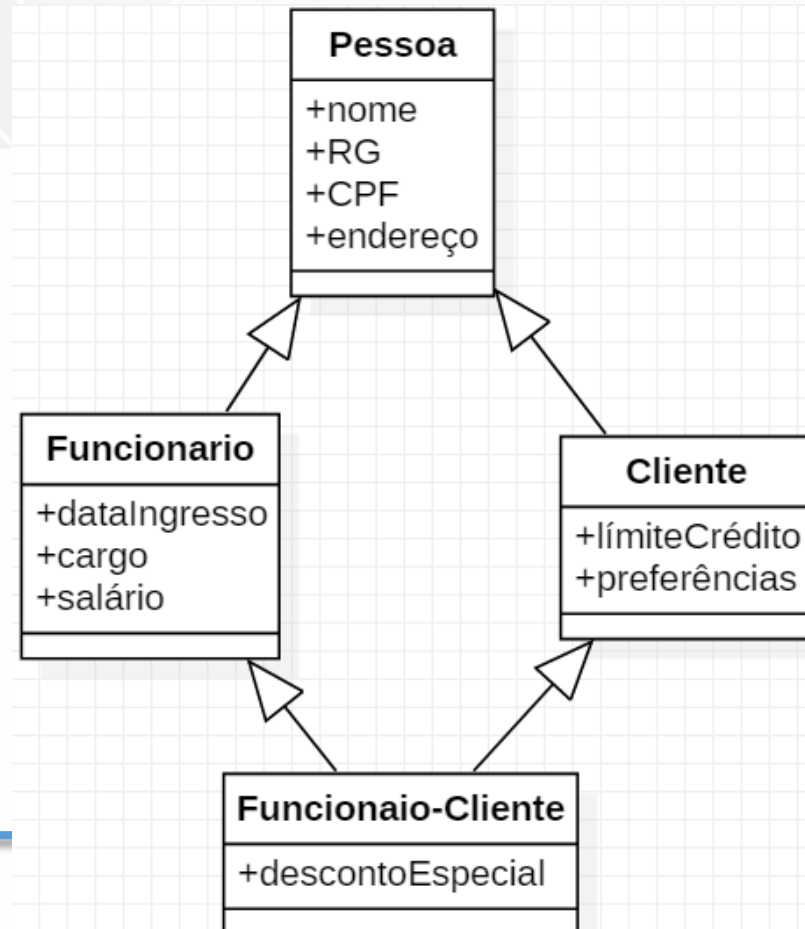 Pessoa
+nome
+RG
+CPF
+endereço
Funcionario
+dataIngresso
+cargo
+salário
Cliente
+límiteCrédito
+preferências
Funcionaio-Cliente
+descontoEspecial